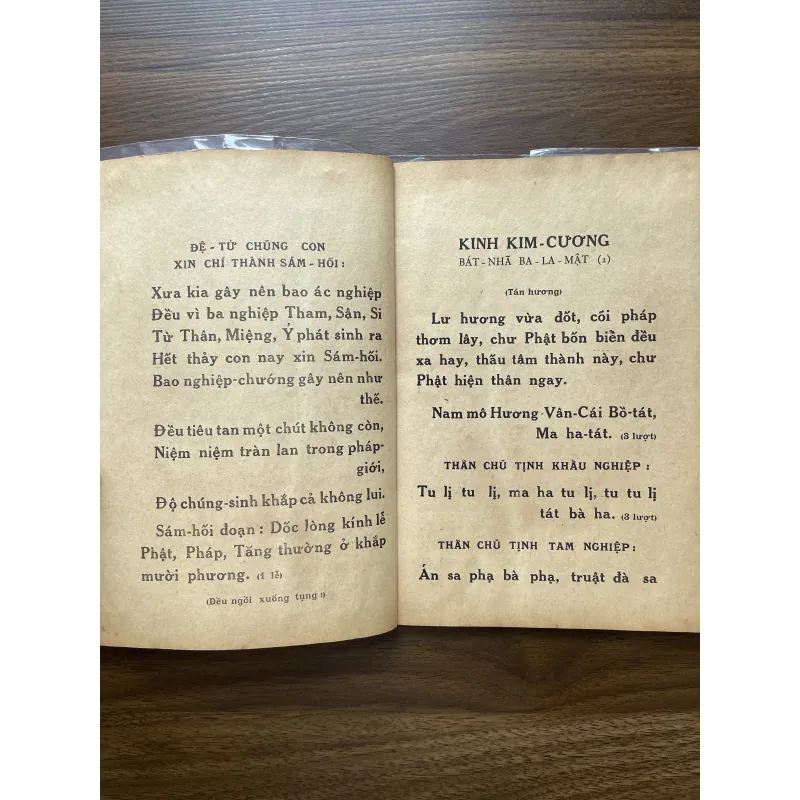 ĐỆ - TỬ CHÚNG CON
XIN CHÍ THÀNH SÁM - HỐI :
Xưa kia gây nên bao ác nghiệp
Đều vì ba nghiệp Tham, Sân, Si
Từ Thân, Miệng, Ý phát sinh ra
Hết thảy con nay xin Sám-hối.
Bao nghiệp-chướng gây nên như
thế.
Đều tiêu tan một chút không còn,
Niệm niệm tràn lan trong pháp-
giới,
Độ chúng-sinh khắp cả không lui.
Sám-hối đoạn : Dốc lòng kính lễ
Phật, Pháp, Tăng thường ở khắp
mười phương. (1 lễ)
(Đều ngồi xuống tụng :)
KINH KIM - CƯƠNG
BÁT - NHÃ BA - LA - MẬT (1)
(Tán hương)
Lư hương vừa đốt, cõi pháp
thơm lây, chư Phật bốn biển đều
xa hay, thấu tâm thành này, chư
Phật hiện thân ngay.
Nam mô Hương Vân-Cái Bồ-tát,
Ma ha-tát. (3 lượt)
THẦN CHÚ TỊNH KHẨU NGHIỆP :
Tu lị tu lị, ma ha tu lị, tu tu lị
tát bà ha. (3 lượt)
THẦN CHÚ TỊNH TAM NGHIỆP :
Án sa phạ bà phạ, truật đà sa